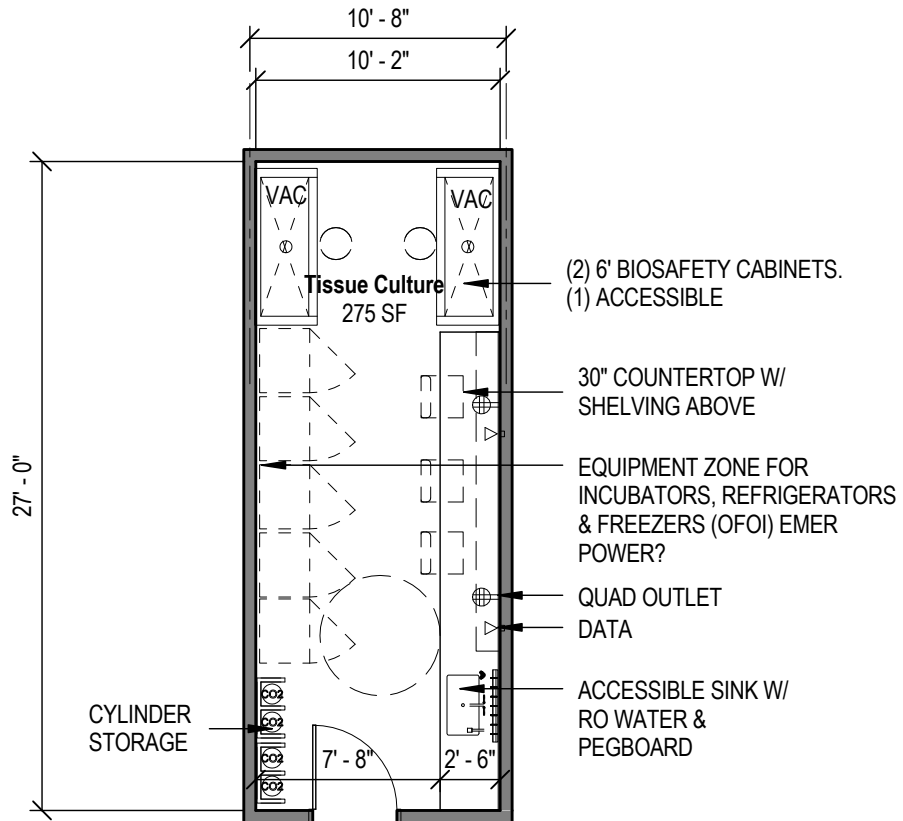 10' - 8"
10' - 2"
27' - 0"
VAC
VAC
Tissue Culture
275 SF
(2) 6' BIOSAFETY CABINETS.
(1) ACCESSIBLE
30" COUNTERTOP W/
SHELVING ABOVE
EQUIPMENT ZONE FOR
INCUBATORS, REFRIGERATORS
& FREEZERS (OFOI) EMER
POWER?
QUAD OUTLET
DATA
ACCESSIBLE SINK W/
RO WATER &
PEGBOARD
CYLINDER
STORAGE
CO2
CO2
CO2
CO2
7' - 8"
2' - 6"